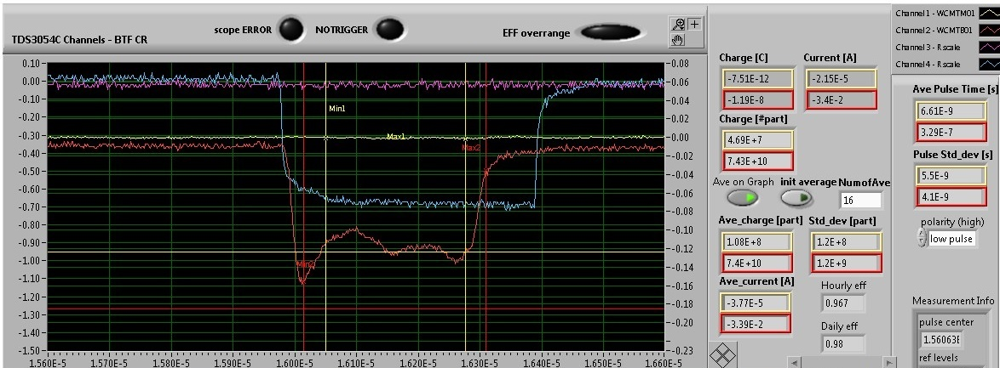 TDS3054C Channels - BTF CR
scope ERROR
NOTRIGGER
EFF overrange
Channel 1 - WCMTM01
Channel 2 - WCMTB01
Channel 3 - R scale
Channel 4 - R scale
0.10
0.00
-0.10
-0.20
-0.30
-0.40
-0.50
-0.60
-0.70
-0.80
-0.90
-1.00
-1.10
-1.20
-1.30
-1.40
-1.50
Min1
Max1
Max2
Min2
0.08
0.06
0.04
0.02
0.00
-0.02
-0.04
-0.06
-0.08
-0.10
-0.12
-0.14
-0.16
-0.18
-0.20
-0.23
1.560E-5
1.570E-5
1.580E-5
1.590E-5
1.600E-5
1.610E-5
1.620E-5
1.630E-5
1.640E-5
1.650E-5
1.660E-5
Charge [C]
-7.51E-12
-1.19E-8
Current [A]
-2.15E-5
-3.4E-2
Charge [#part]
4.69E+7
7.43E+10
Ave on Graph
init average
NumofAve
16
Ave_charge [part]
1.08E+8
7.4E+10
Std_dev [part]
1.2E+8
1.2E+9
Ave_current [A]
-3.77E-5
-3.39E-2
Hourly eff
0.967
Daily eff
0.98
Ave Pulse Time [s]
6.61E-9
3.29E-7
Pulse Std_dev [s]
5.5E-9
4.1E-9
polarity (high)
low pulse
Measurement Info
pulse center
1.56063E
ref levels